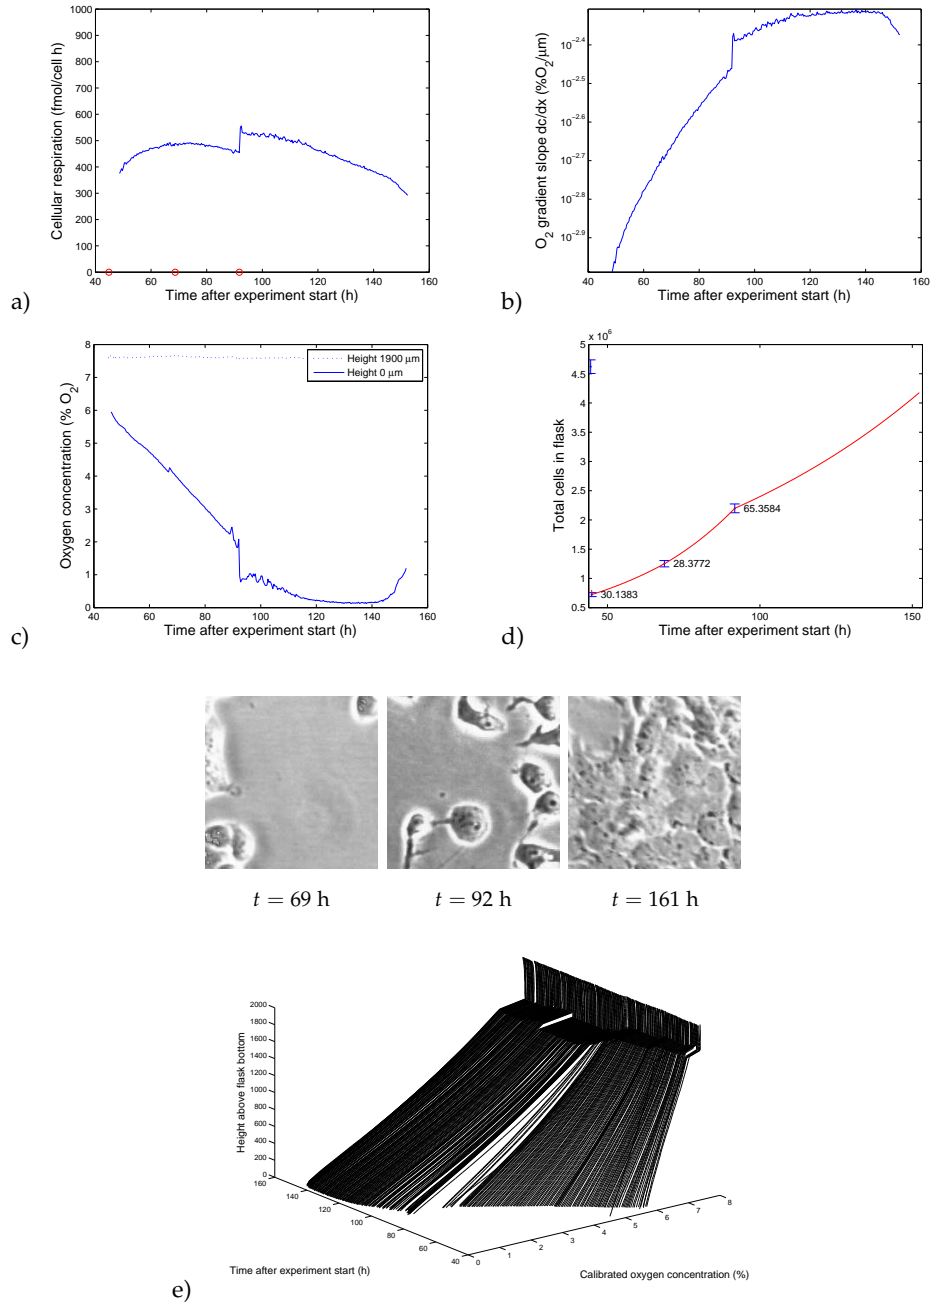 1000
900
800
700
600
500
400
300
200
100
0
40 60 80 100 120 140 160
Cellular respiration (fmol/cell h)
Time after experiment start (h)
a)
10^-2.4
10^-2.5
10^-2.6
10^-2.7
10^-2.8
10^-2.9
40 60 80 100 120 140 160
O2 gradient slope dc/dx (%O2/μm)
Time after experiment start (h)
b)
8
7
6
5
4
3
2
1
0
40 60 80 100 120 140 160
Oxygen concentration (% O2)
Height 1900 μm
Height 0 μm
Time after experiment start (h)
c)
x 10^6
5
4.5
4
3.5
3
2.5
2
1.5
1
0.5
50 100 150
Total cells in flask
65.3584
28.3772
30.1383
Time after experiment start (h)
d)
t = 69 h
t = 92 h
t = 161 h
2000
1800
1600
1400
1200
1000
800
600
400
200
0
Height above flask bottom
160
140
120
100
80
60
40
0
1
2
3
4
5
6
7
8
Time after experiment start (h)
Calibrated oxygen concentration (%)
e)